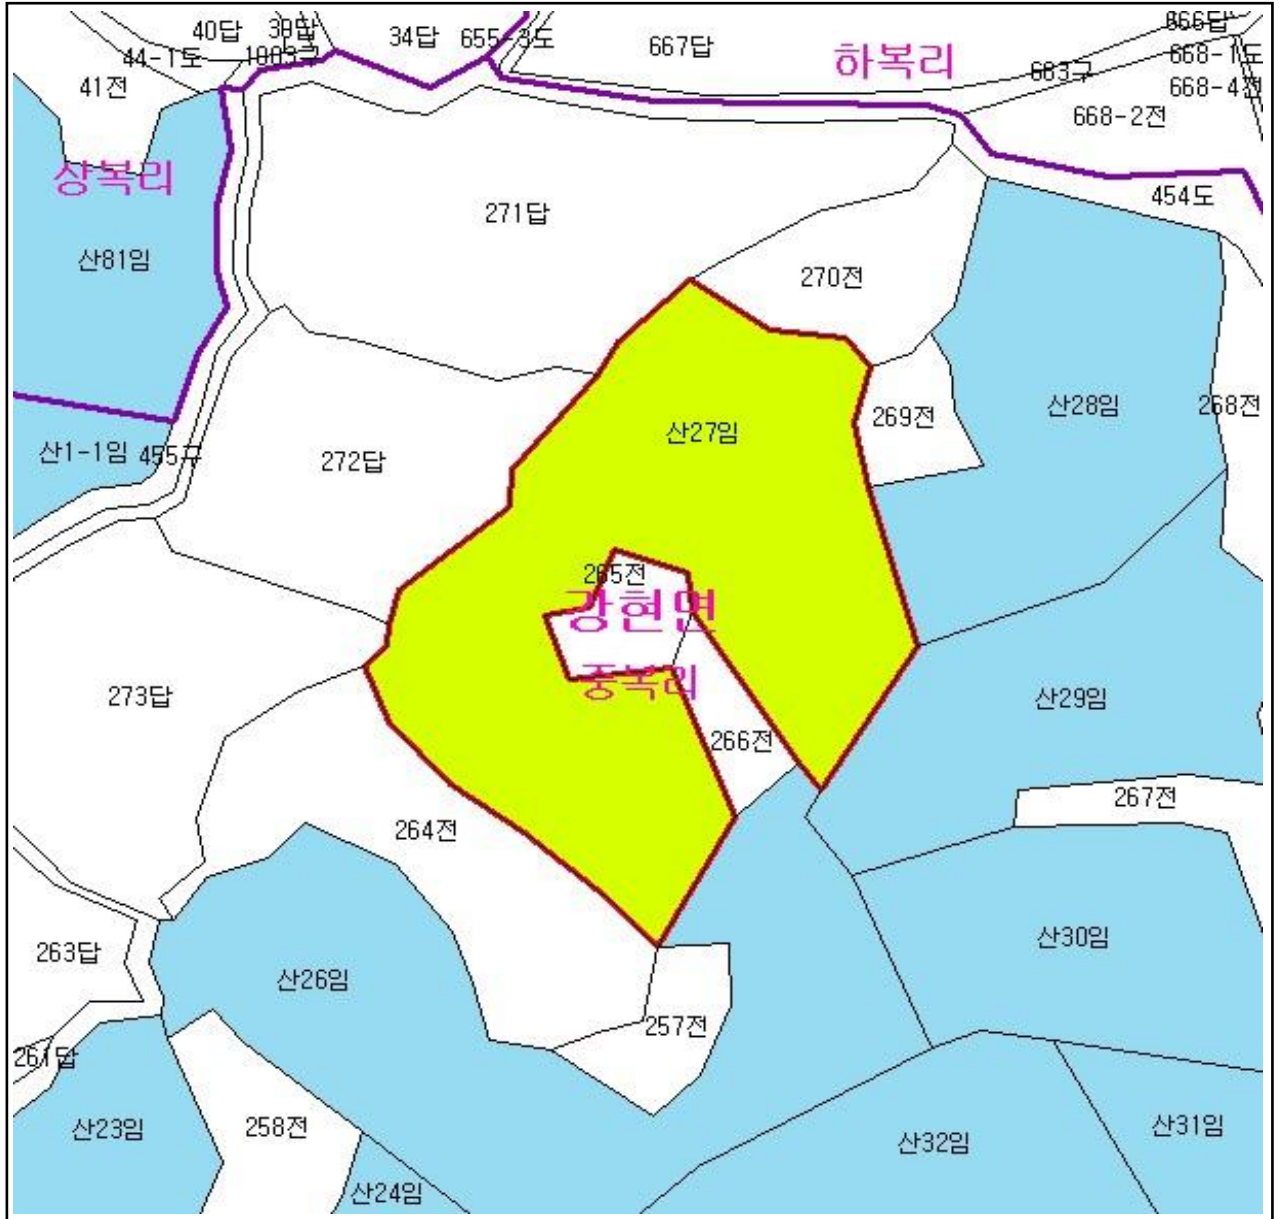 40답
39답
34답
655-3도
667답
하복리
666답
44-1도
1003구
668-1도
41전
683구
668-4전
668-2전
상복리
454도
271답
산81임
270전
산28임
268전
269전
산27임
산1-1임
455구
272답
265전
강현면
중복리
273답
산29임
266전
267전
264전
산30임
263답
산26임
257전
261답
산23임
258전
산31임
산32임
산24임